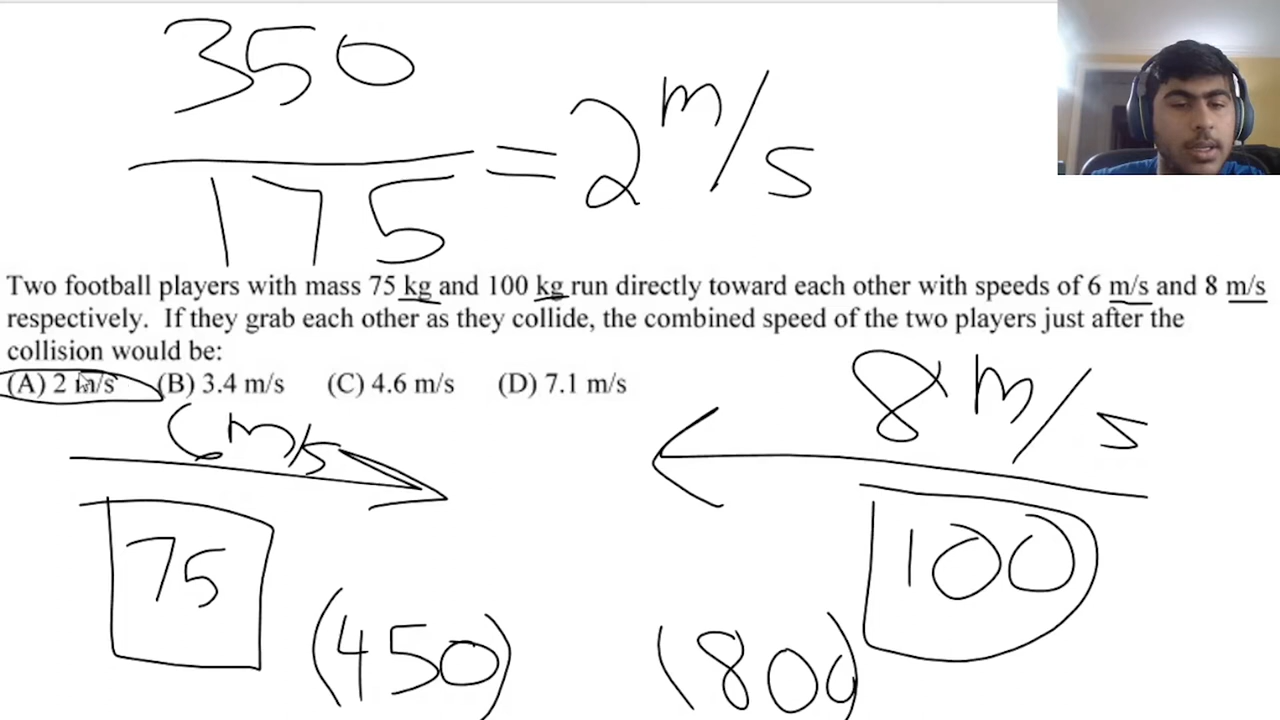 350
175
= 2 m/s
Two football players with mass 75 kg and 100 kg run directly toward each other with speeds of 6 m/s and 8 m/s
respectively. If they grab each other as they collide, the combined speed of the two players just after the
collision would be:
(A) 2 m/s (B) 3.4 m/s (C) 4.6 m/s (D) 7.1 m/s
6 m/s
8 m/s
75
100
(450)
(800)